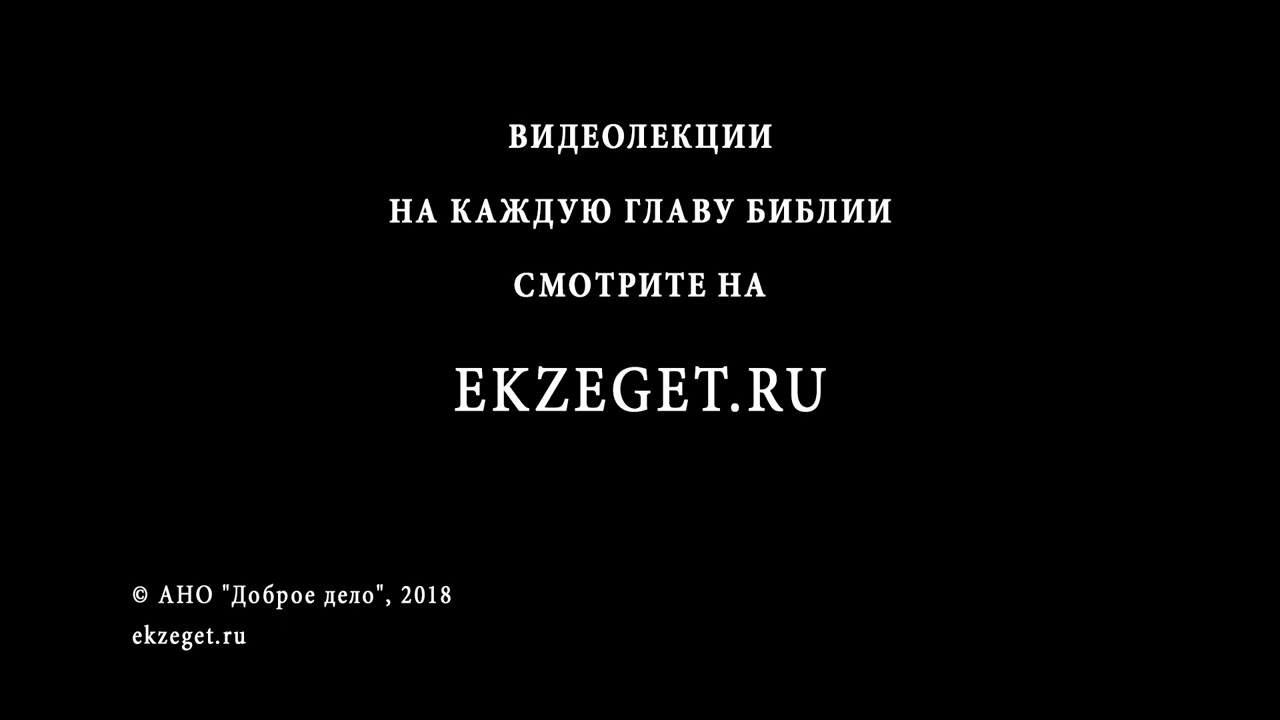 ВИДЕОЛЕКЦИИ
НА КАЖДУЮ ГЛАВУ БИБЛИИ
СМОТРИТЕ НА
EKZEGET.RU
© АНО "Доброе дело", 2018
ekzeget.ru